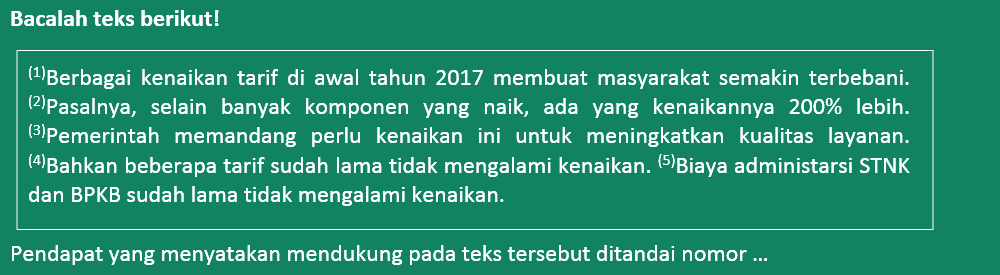 Bacalah teks berikut!
(1)Berbagai kenaikan tarif di awal tahun 2017 membuat masyarakat semakin terbebani.
(2)Pasalnya, selain banyak komponen yang naik, ada yang kenaikannya 200% lebih.
(3)Pemerintah memandang perlu kenaikan ini untuk meningkatkan kualitas layanan.
(4)Bahkan beberapa tarif sudah lama tidak mengalami kenaikan. (5)Biaya administarsi STNK
dan BPKB sudah lama tidak mengalami kenaikan.
Pendapat yang menyatakan mendukung pada teks tersebut ditandai nomor ...